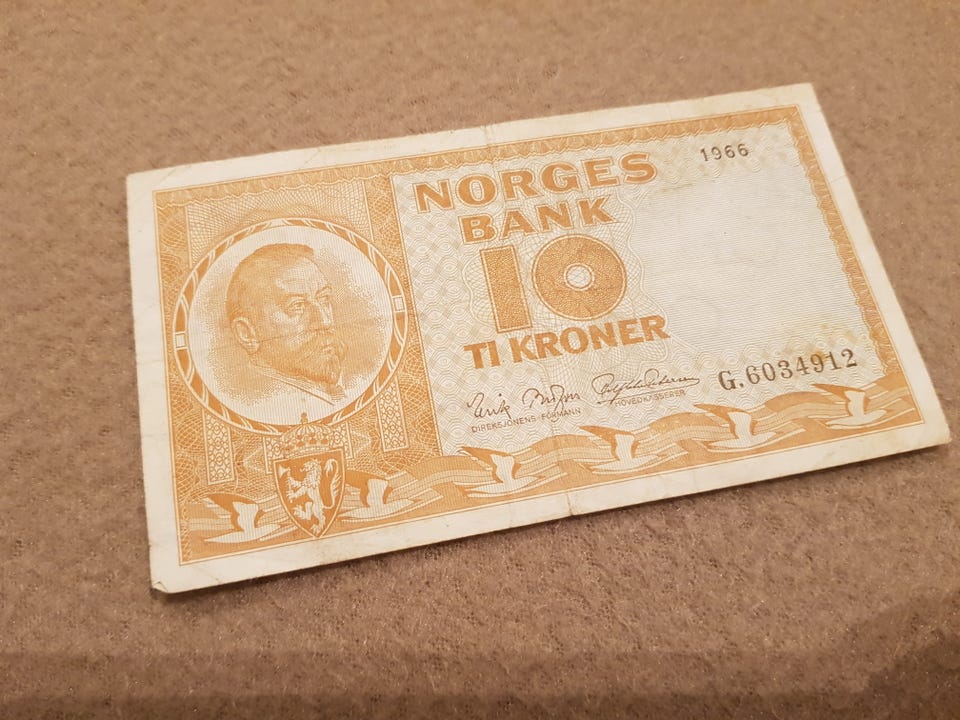 1966
NORGES
BANK
10
TI KRONER
G.6034912
DIREKSJONENS FORMANN
HOVEDKASSERER